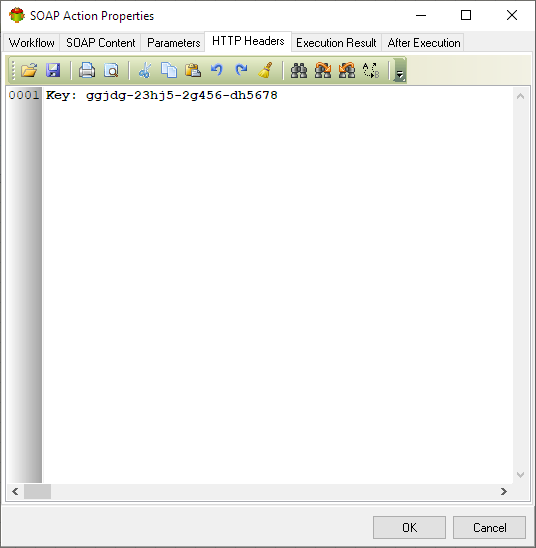 SOAP Action Properties
Workflow SOAP Content Parameters HTTP Headers Execution Result After Execution
0001 Key: ggjdg-23hj5-2g456-dh5678
OK Cancel